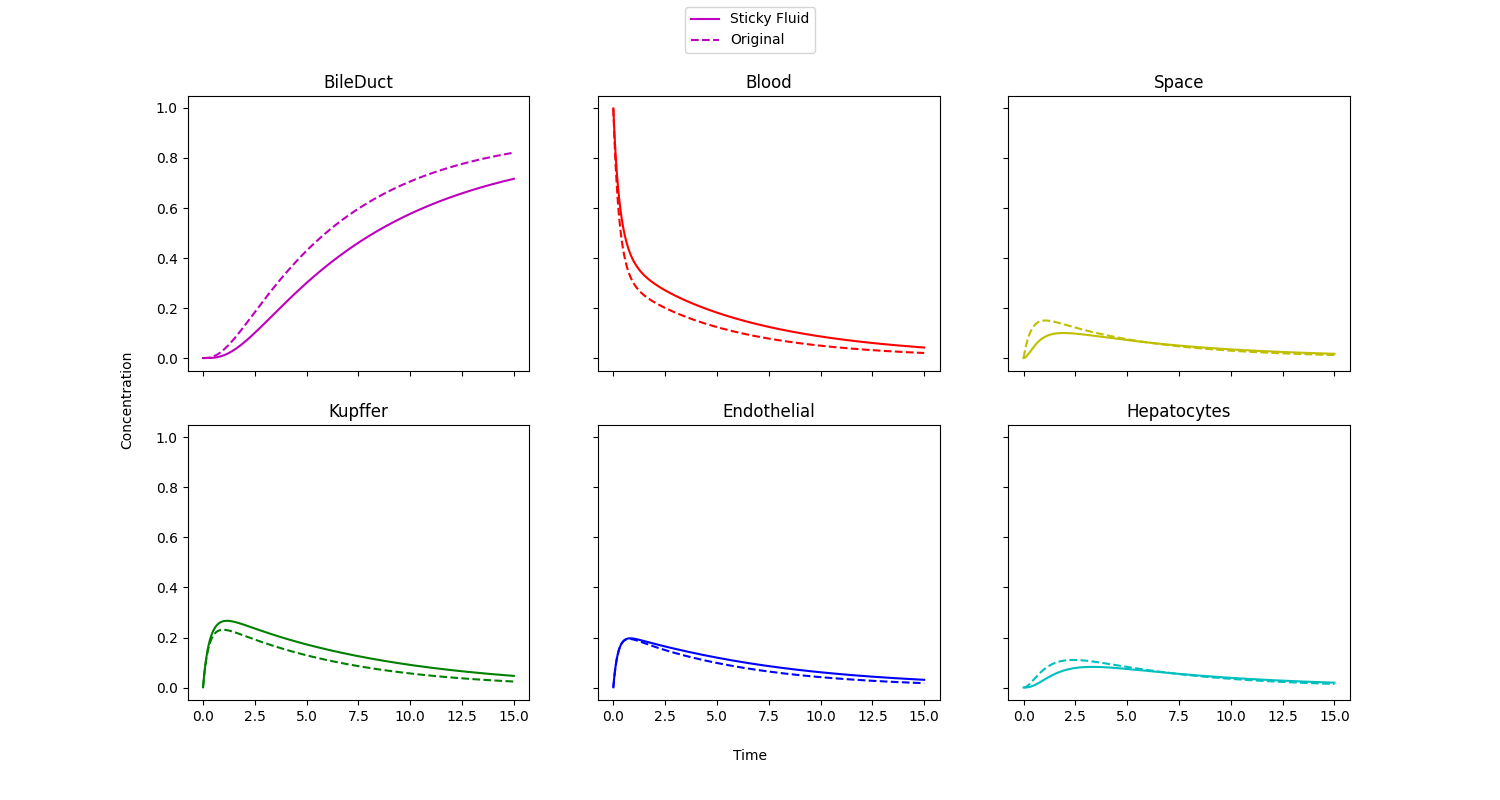 Sticky Fluid
Original
BileDuct
Blood
Space
1.0
0.8
0.6
0.4
0.2
0.0
Concentration
Kupffer
Endothelial
Hepatocytes
1.0
0.8
0.6
0.4
0.2
0.0
0.0 2.5 5.0 7.5 10.0 12.5 15.0
0.0 2.5 5.0 7.5 10.0 12.5 15.0
0.0 2.5 5.0 7.5 10.0 12.5 15.0
Time